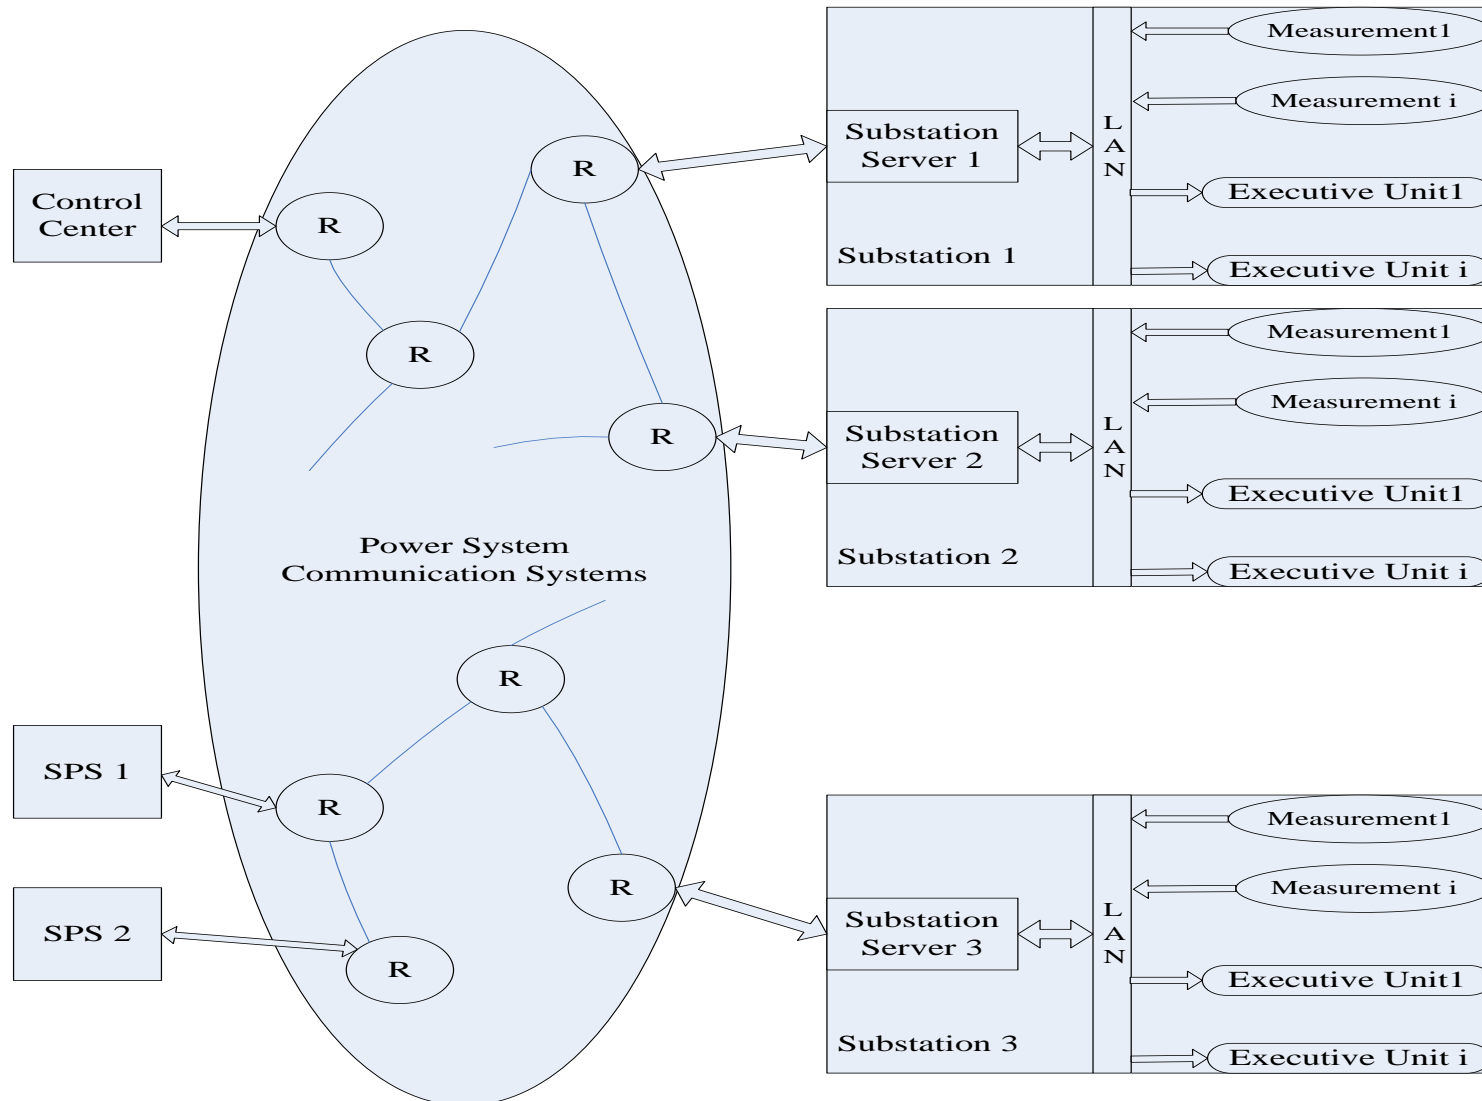 Control
Center
R
R
R
R
Power System
Communication Systems
R
R
R
R
SPS 1
SPS 2
Substation
Server 1
Substation 1
L
A
N
Measurement1
Measurement i
Executive Unit1
Executive Unit i
Substation
Server 2
Substation 2
L
A
N
Measurement1
Measurement i
Executive Unit1
Executive Unit i
Substation
Server 3
Substation 3
L
A
N
Measurement1
Measurement i
Executive Unit1
Executive Unit i